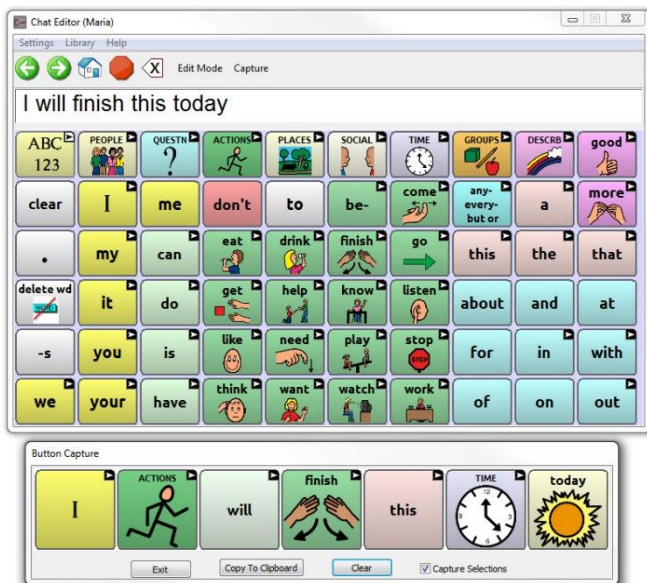 Chat Editor (Maria)
Settings Library Help
X Edit Mode Capture
I will finish this today
ABC 123 PEOPLE QUESTN ? ACTIONS PLACES SOCIAL TIME GROUPS DESCRB good
clear I me don't to be- come any- every- but or a more
. my can eat drink finish go this the that
delete wd WORD it do get help know listen about and at
-s you is like need play stop STOP for in with
we your have think want watch work of on out
Button Capture
I ACTIONS will finish this TIME today
Exit Copy To Clipboard Clear Capture Selections